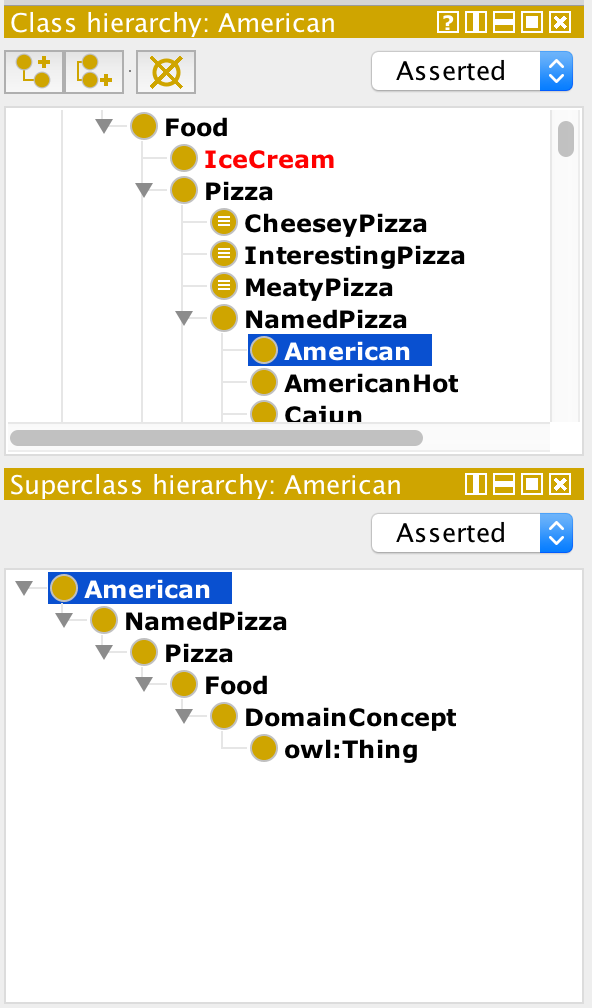 Class hierarchy: American
Asserted
Food
IceCream
Pizza
CheeseyPizza
InterestingPizza
MeatyPizza
NamedPizza
American
AmericanHot
Cajun
Superclass hierarchy: American
Asserted
American
NamedPizza
Pizza
Food
DomainConcept
owl:Thing